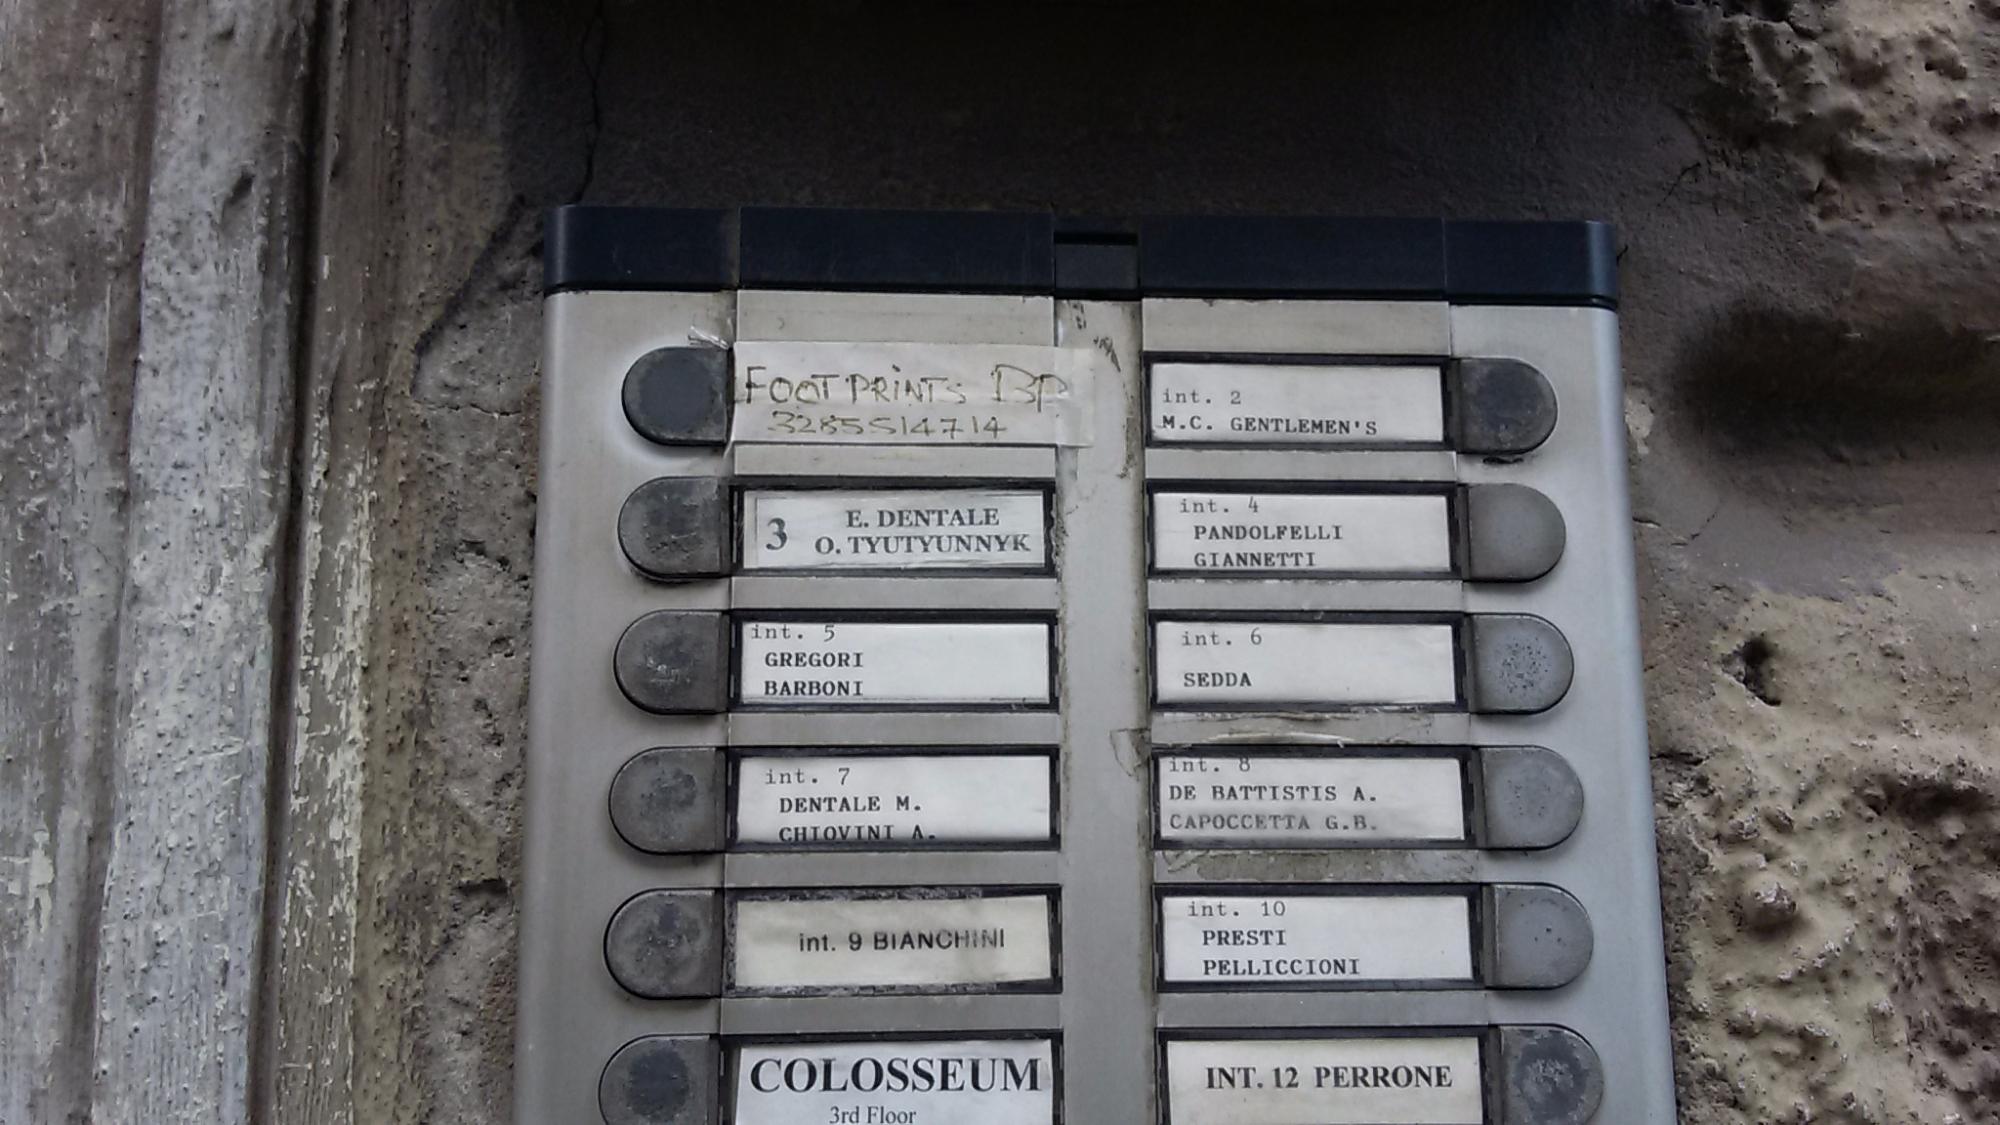 FOOTPRINTS BP
3285514714
int. 2
M.C. GENTLEMEN'S
3 E. DENTALE
O. TYUTYUNNYK
int. 4
PANDOLFELLI
GIANNETTI
int. 5
GREGORI
BARBONI
int. 6
SEDDA
int. 7
DENTALE M.
CHIOVINI A.
int. 8
DE BATTISTIS A.
CAPOCCETTA G.B.
int. 9 BIANCHINI
int. 10
PRESTI
PELLICCIONI
COLOSSEUM
3rd Floor
INT. 12 PERRONE